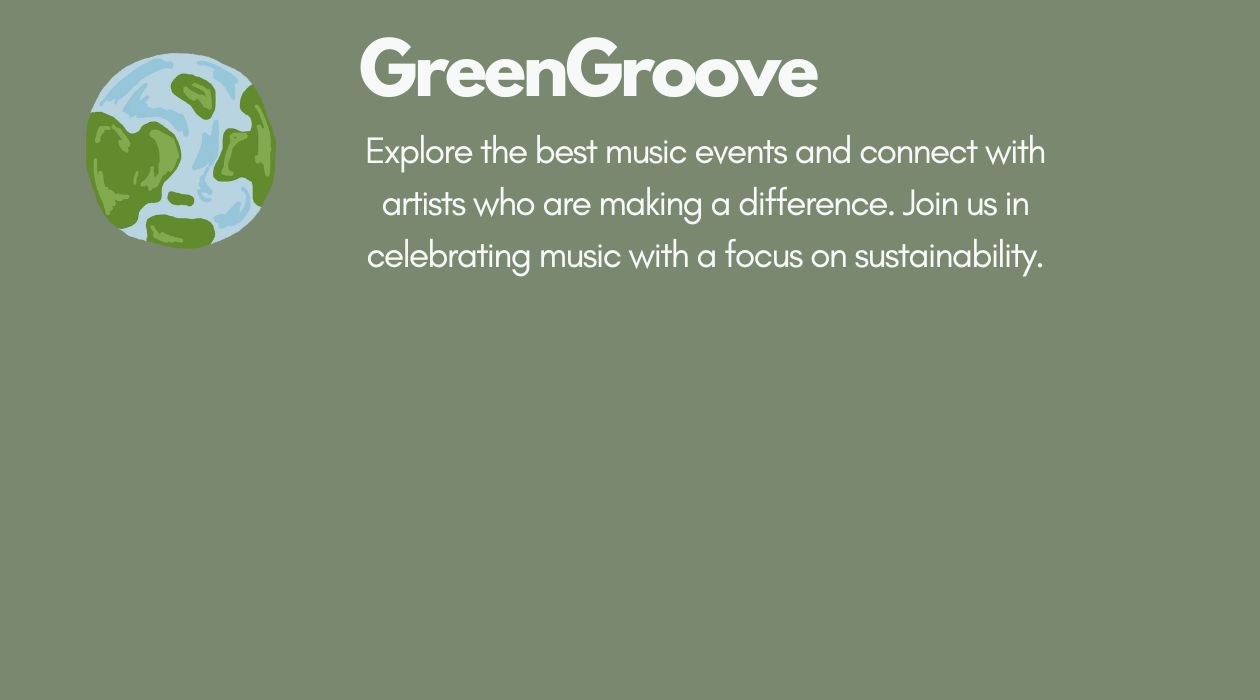 GreenGroove
Explore the best music events and connect with
artists who are making a difference. Join us in
celebrating music with a focus on sustainability.